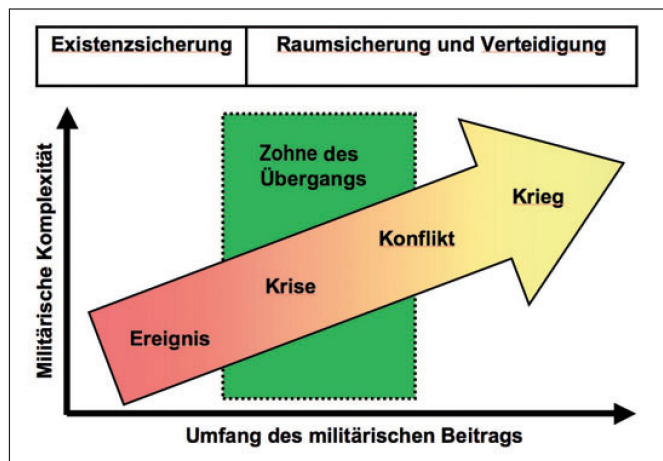 Existenzsicherung
Raumsicherung und Verteidigung
Zohne des
Übergangs
Krieg
Konflikt
Krise
Ereignis
Militärische Komplexität
Umfang des militärischen Beitrags